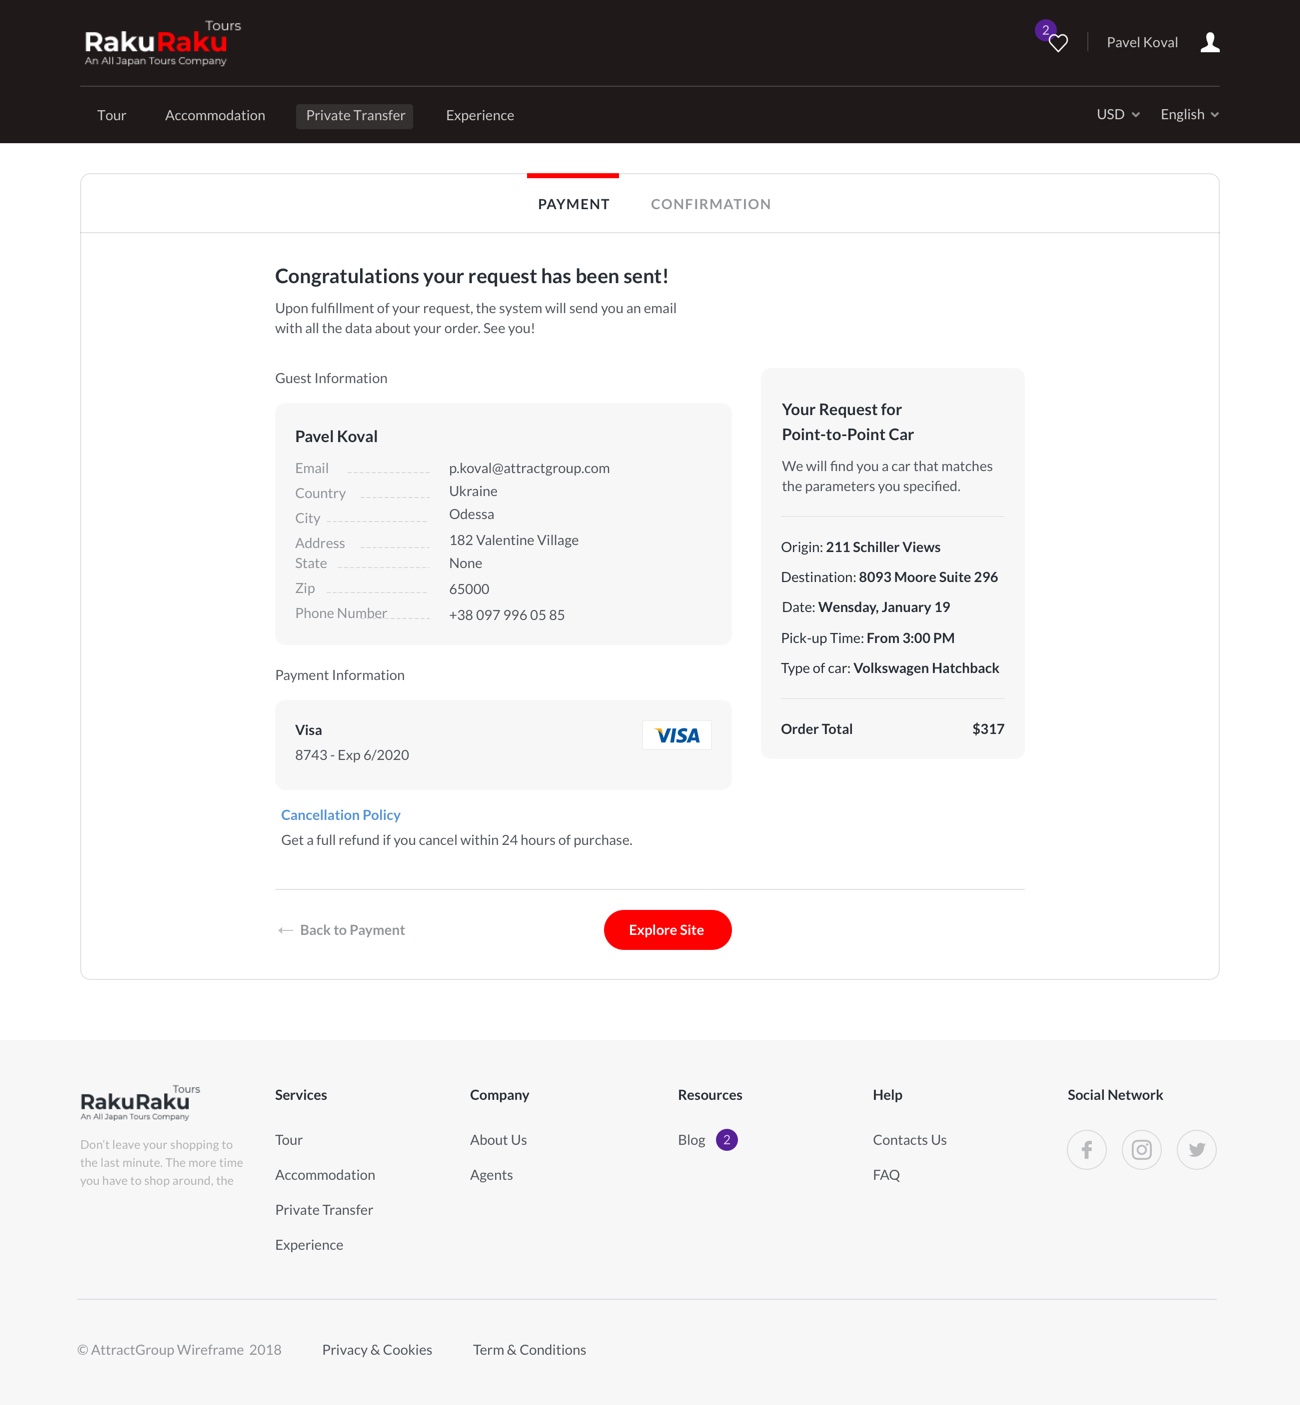 Tours
RakuRaku
An All Japan Tours Company
2
Pavel Koval
Tour
Accommodation
Private Transfer
Experience
USD
English
PAYMENT
CONFIRMATION
Congratulations your request has been sent!
Upon fulfillment of your request, the system will send you an email
with all the data about your order. See you!
Guest Information
Pavel Koval
Email p.koval@attractgroup.com
Country Ukraine
City Odessa
Address 182 Valentine Village
State None
Zip 65000
Phone Number +38 097 996 05 85
Payment Information
Visa
VISA
8743 - Exp 6/2020
Cancellation Policy
Get a full refund if you cancel within 24 hours of purchase.
Your Request for
Point-to-Point Car
We will find you a car that matches
the parameters you specified.
Origin: 211 Schiller Views
Destination: 8093 Moore Suite 296
Date: Wensday, January 19
Pick-up Time: From 3:00 PM
Type of car: Volkswagen Hatchback
Order Total $317
Back to Payment
Explore Site
Tours
RakuRaku
An All Japan Tours Company
Don't leave your shopping to
the last minute. The more time
you have to shop around, the
Services
Tour
Accommodation
Private Transfer
Experience
Company
About Us
Agents
Resources
Blog 2
Help
Contacts Us
FAQ
Social Network
© AttractGroup Wireframe 2018
Privacy & Cookies
Term & Conditions